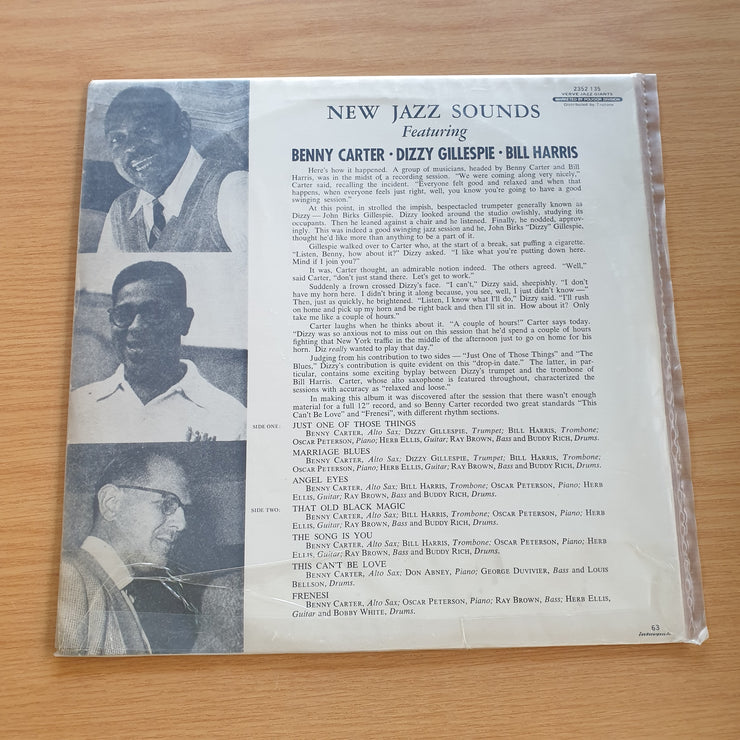 2352 135
VERVE JAZZ GIANTS
MARKETED BY POLYDOR DIVISION
Distributed by Trutone
NEW JAZZ SOUNDS
Featuring
BENNY CARTER · DIZZY GILLESPIE · BILL HARRIS
Here's how it happened. A group of musicians, headed by Benny Carter and Bill
Harris, was in the midst of a recording session. "We were coming along very nicely,"
Carter said, recalling the incident. "Everyone felt good and relaxed and when that
happens, when everyone feels just right, well, you know you're going to have a good
swinging session."
At this point, in strolled the impish, bespectacled trumpeter generally known as
Dizzy — John Birks Gillespie. Dizzy looked around the studio owlishly, studying its
occupants. Then he leaned against a chair and he listened. Finally, he nodded, approv-
ingly. This was indeed a good swinging jazz session and he, John Birks "Dizzy" Gillespie,
thought he'd like more than anything to be a part of it.
Gillespie walked over to Carter who, at the start of a break, sat puffing a cigarette.
"Listen, Benny, how about it?" Dizzy asked. "I like what you're putting down here.
Mind if I join you?"
It was, Carter thought, an admirable notion indeed. The others agreed. "Well,"
said Carter, "don't just stand there. Let's get to work."
Suddenly a frown crossed Dizzy's face. "I can't," Dizzy said, sheepishly. "I don't
have my horn here. I didn't bring it along because, you see, well, I just didn't know —"
Then, just as quickly, he brightened. "Listen, I know what I'll do," Dizzy said. "I'll rush
on home and pick up my horn and be right back and then I'll sit in. How about it? Only
take me like a couple of hours."
Carter laughs when he thinks about it. "A couple of hours!" Carter says today.
"Dizzy was so anxious not to miss out on this session that he'd spend a couple of hours
fighting that New York traffic in the middle of the afternoon just to go on home for his
horn. Diz really wanted to play that day."
Judging from his contribution to two sides — "Just One of Those Things" and "The
Blues," Dizzy's contribution is quite evident on this "drop-in date." The latter, in par-
ticular, contains some exciting byplay between Dizzy's trumpet and the trombone of
Bill Harris. Carter, whose alto saxophone is featured throughout, characterized the
sessions with accuracy as "relaxed and loose."
In making this album it was discovered after the session that there wasn't enough
material for a full 12" record, and so Benny Carter recorded two great standards "This
Can't Be Love" and "Frenesi", with different rhythm sections.
SIDE ONE: JUST ONE OF THOSE THINGS
BENNY CARTER, Alto Sax; DIZZY GILLESPIE, Trumpet; BILL HARRIS, Trombone;
OSCAR PETERSON, Piano; HERB ELLIS, Guitar; RAY BROWN, Bass and BUDDY RICH, Drums.
MARRIAGE BLUES
BENNY CARTER, Alto Sax; DIZZY GILLESPIE, Trumpet; BILL HARRIS, Trombone;
OSCAR PETERSON, Piano; HERB ELLIS, Guitar; RAY BROWN, Bass and BUDDY RICH, Drums.
ANGEL EYES
BENNY CARTER, Alto Sax; BILL HARRIS, Trombone; OSCAR PETERSON, Piano; HERB
ELLIS, Guitar; RAY BROWN, Bass and BUDDY RICH, Drums.
SIDE TWO: THAT OLD BLACK MAGIC
BENNY CARTER, Alto Sax; BILL HARRIS, Trombone; OSCAR PETERSON, Piano; HERB
ELLIS, Guitar; RAY BROWN, Bass and BUDDY RICH, Drums.
THE SONG IS YOU
BENNY CARTER, Alto Sax; BILL HARRIS, Trombone; OSCAR PETERSON, Piano; HERB
ELLIS, Guitar; RAY BROWN, Bass and BUDDY RICH, Drums.
THIS CAN'T BE LOVE
BENNY CARTER, Alto Sax; DON ABNEY, Piano; GEORGE DUVIVIER, Bass and LOUIS
BELLSON, Drums.
FRENESI
BENNY CARTER, Alto Sax; OSCAR PETERSON, Piano; RAY BROWN, Bass; HERB ELLIS,
Guitar and BOBBY WHITE, Drums.
63